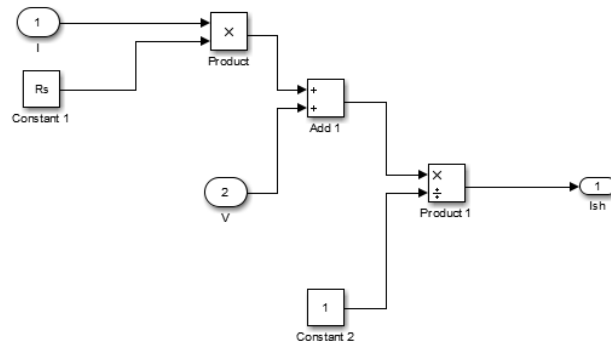 1
I
×
Product
Rs
Constant 1
+
+
Add 1
2
V
×
÷
Product 1
1
Ish
1
Constant 2